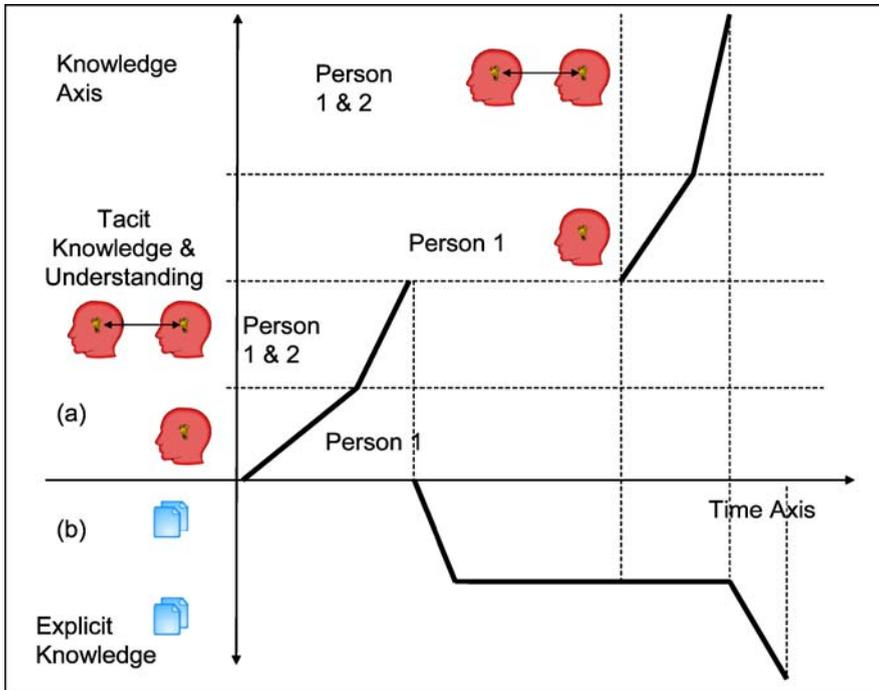 Knowledge
Axis
Person
1 & 2
Tacit
Knowledge &
Understanding
Person 1
Person
1 & 2
(a)
Person 1
Time Axis
(b)
Explicit
Knowledge